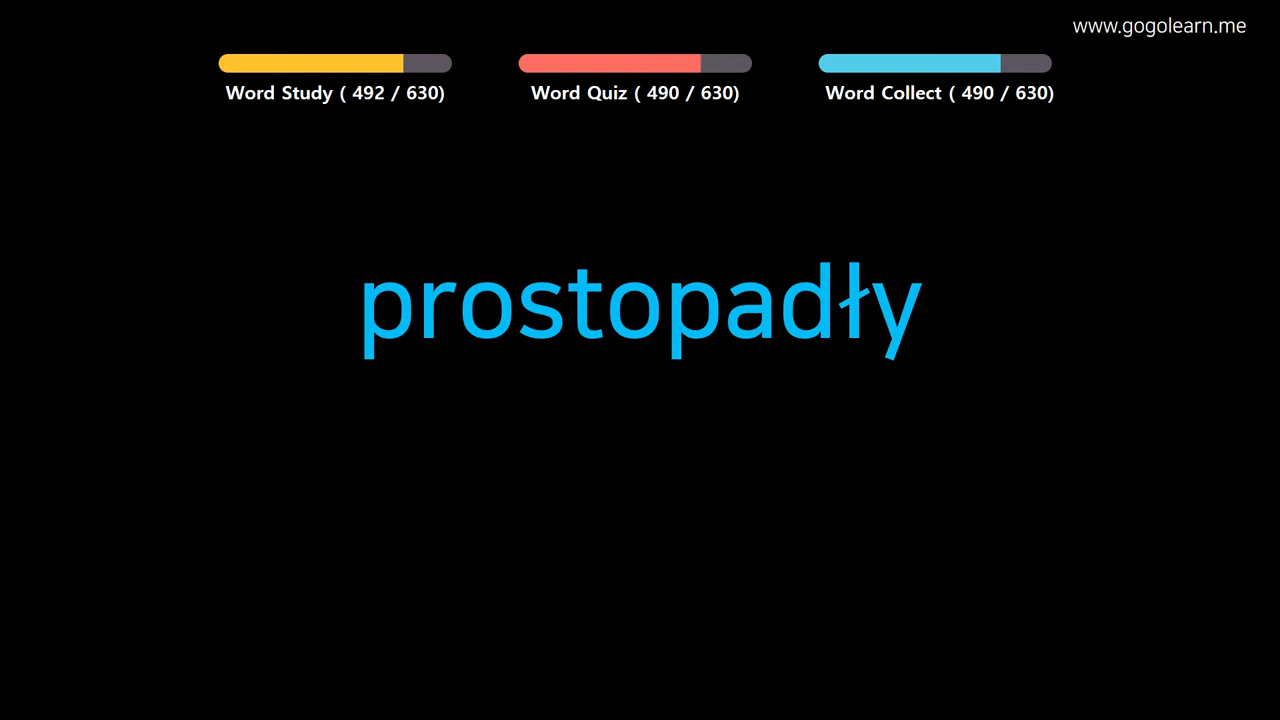 www.gogolearn.me
Word Study ( 492 / 630)
Word Quiz ( 490 / 630)
Word Collect ( 490 / 630)
prostopadły